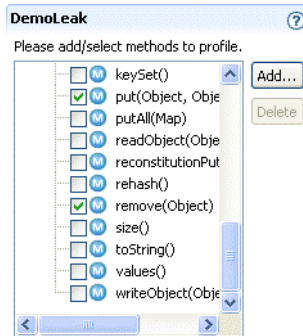 DemoLeak
Please add/select methods to profile.
keySet()
put(Object, Obje
putAll(Map)
readObject(Obje
reconstitutionPut
rehash()
remove(Object)
size()
toString()
values()
writeObject(Obje
Add...
Delete